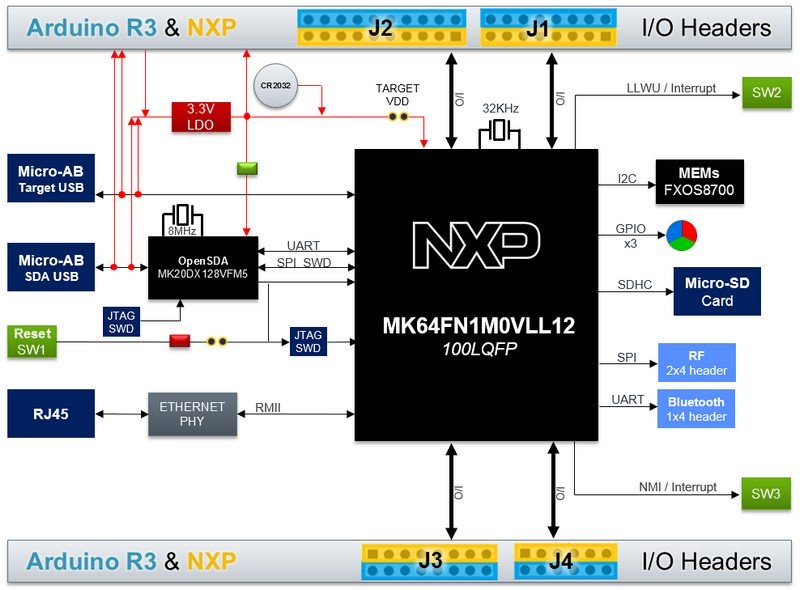 Arduino R3 & NXP
J2
J1
I/O Headers
CR2032
TARGET
VDD
I/O
I/O
32KHz
LLWU / Interrupt
SW2
3.3V
LDO
Micro-AB
Target USB
I2C
MEMs
FXOS8700
8MHz
NXP
GPIO
x3
Micro-AB
SDA USB
OpenSDA
MK20DX128VFM5
UART
SPI_SWD
SDHC
Micro-SD
Card
JTAG
SWD
Reset
SW1
JTAG
SWD
MK64FN1M0VLL12
100LQFP
SPI
RF
2x4 header
RJ45
ETHERNET
PHY
RMII
UART
Bluetooth
1x4 header
I/O
I/O
NMI / Interrupt
SW3
Arduino R3 & NXP
J3
J4
I/O Headers